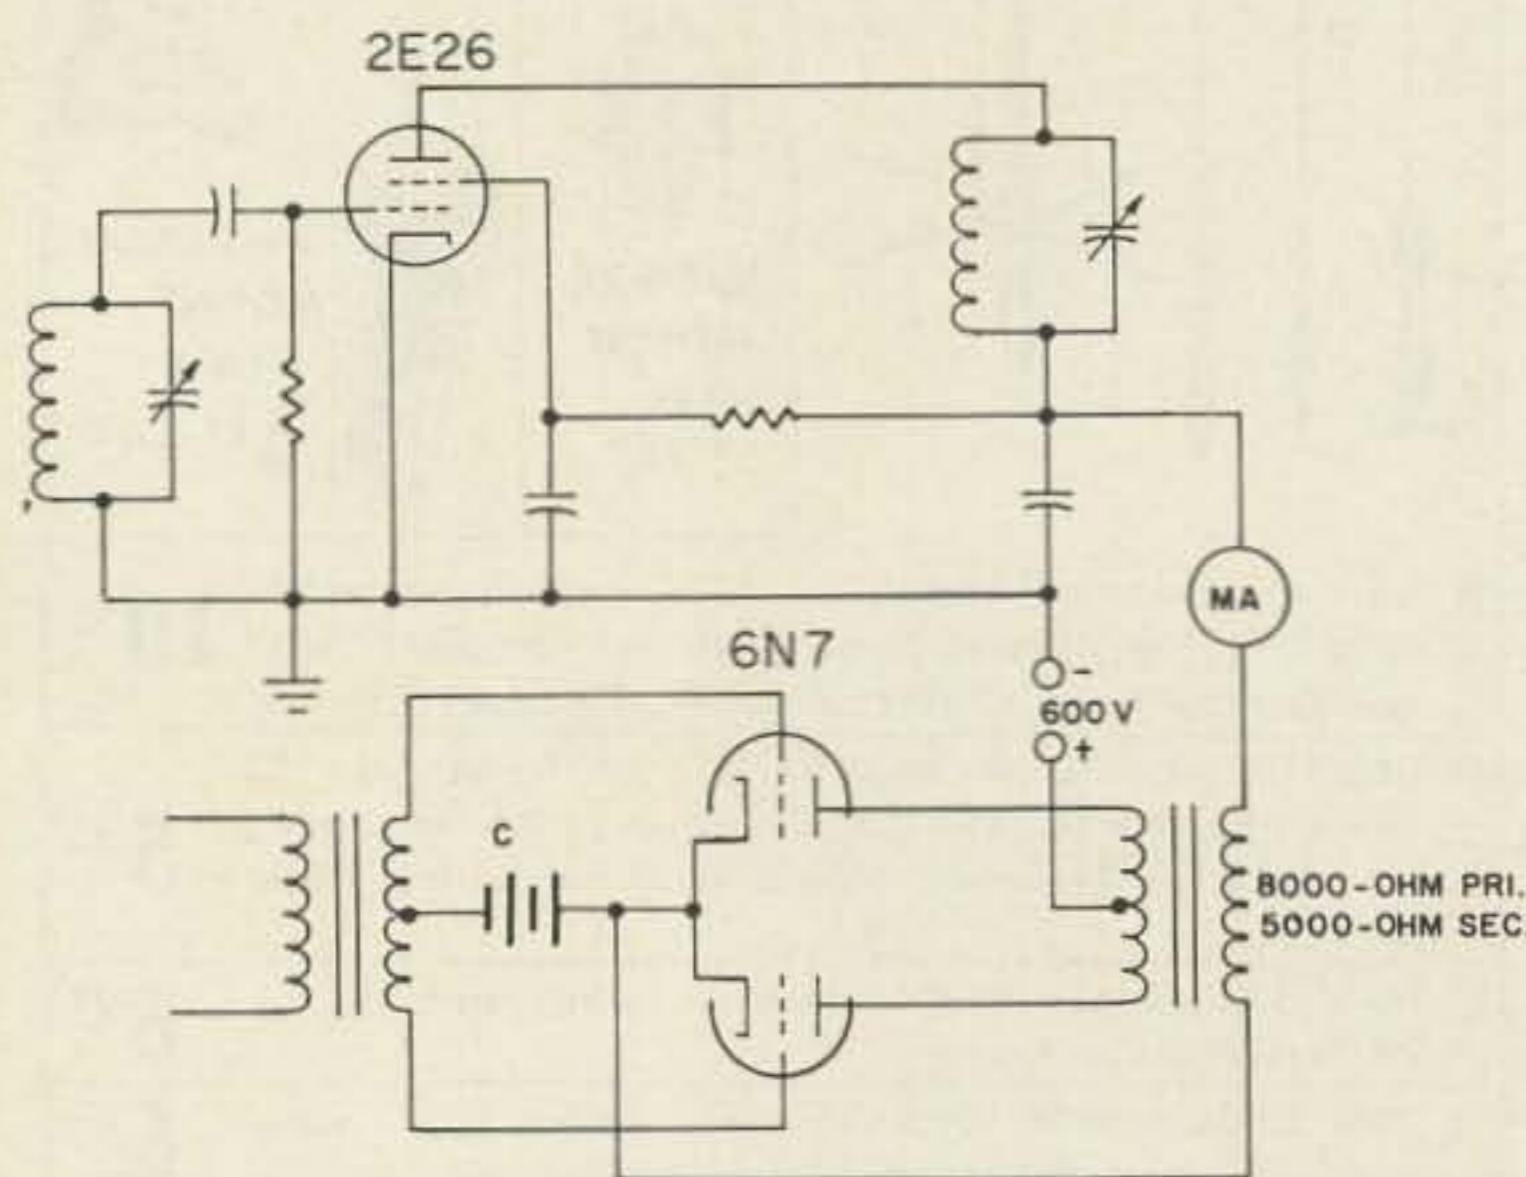 2E26
MA
6N7
-
600 V
+
C
8000-OHM PRI.
5000-OHM SEC.